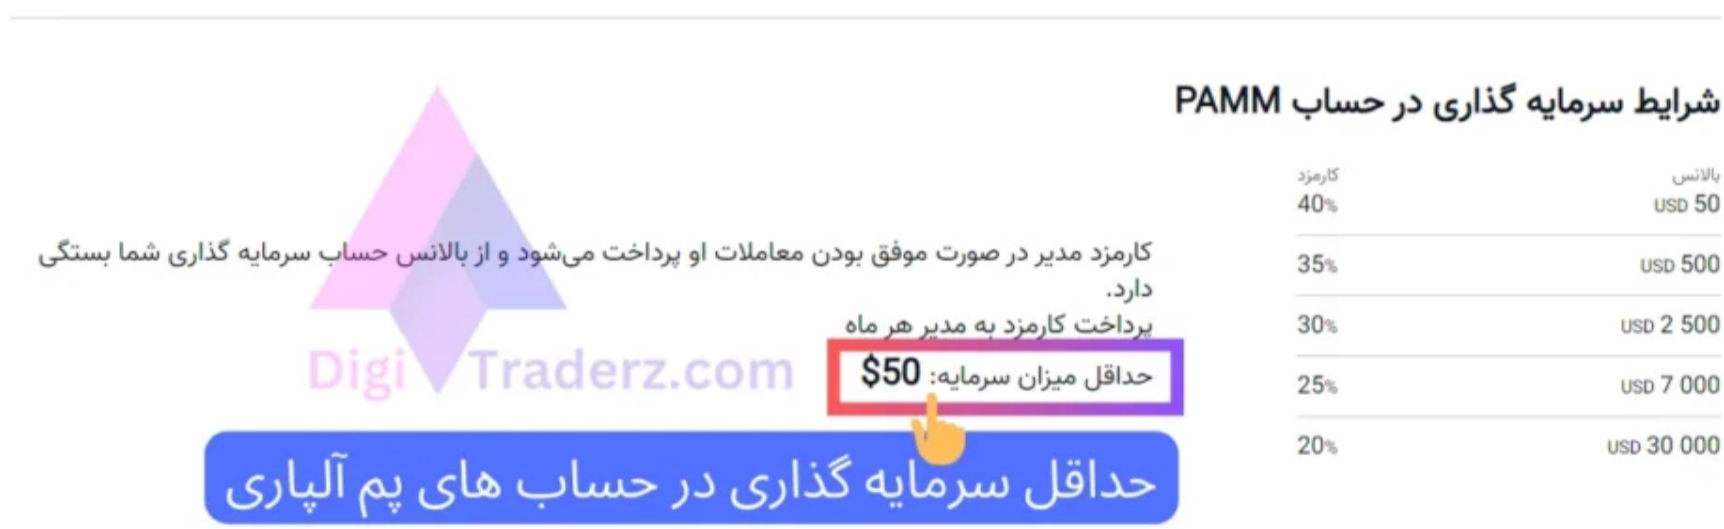 شرایط سرمایه گذاری در حساب PAMM
بالانس کارمزد
USD 50 40%
USD 500 35%
USD 2 500 30%
USD 7 000 25%
USD 30 000 20%
کارمزد مدیر در صورت موفق بودن معاملات او پرداخت می‌شود و از بالانس حساب سرمایه گذاری شما بستگی
دارد.
پرداخت کارمزد به مدیر هر ماه
حداقل میزان سرمایه: $50
Digi Traderz.com
حداقل سرمایه گذاری در حساب های پم آلپاری